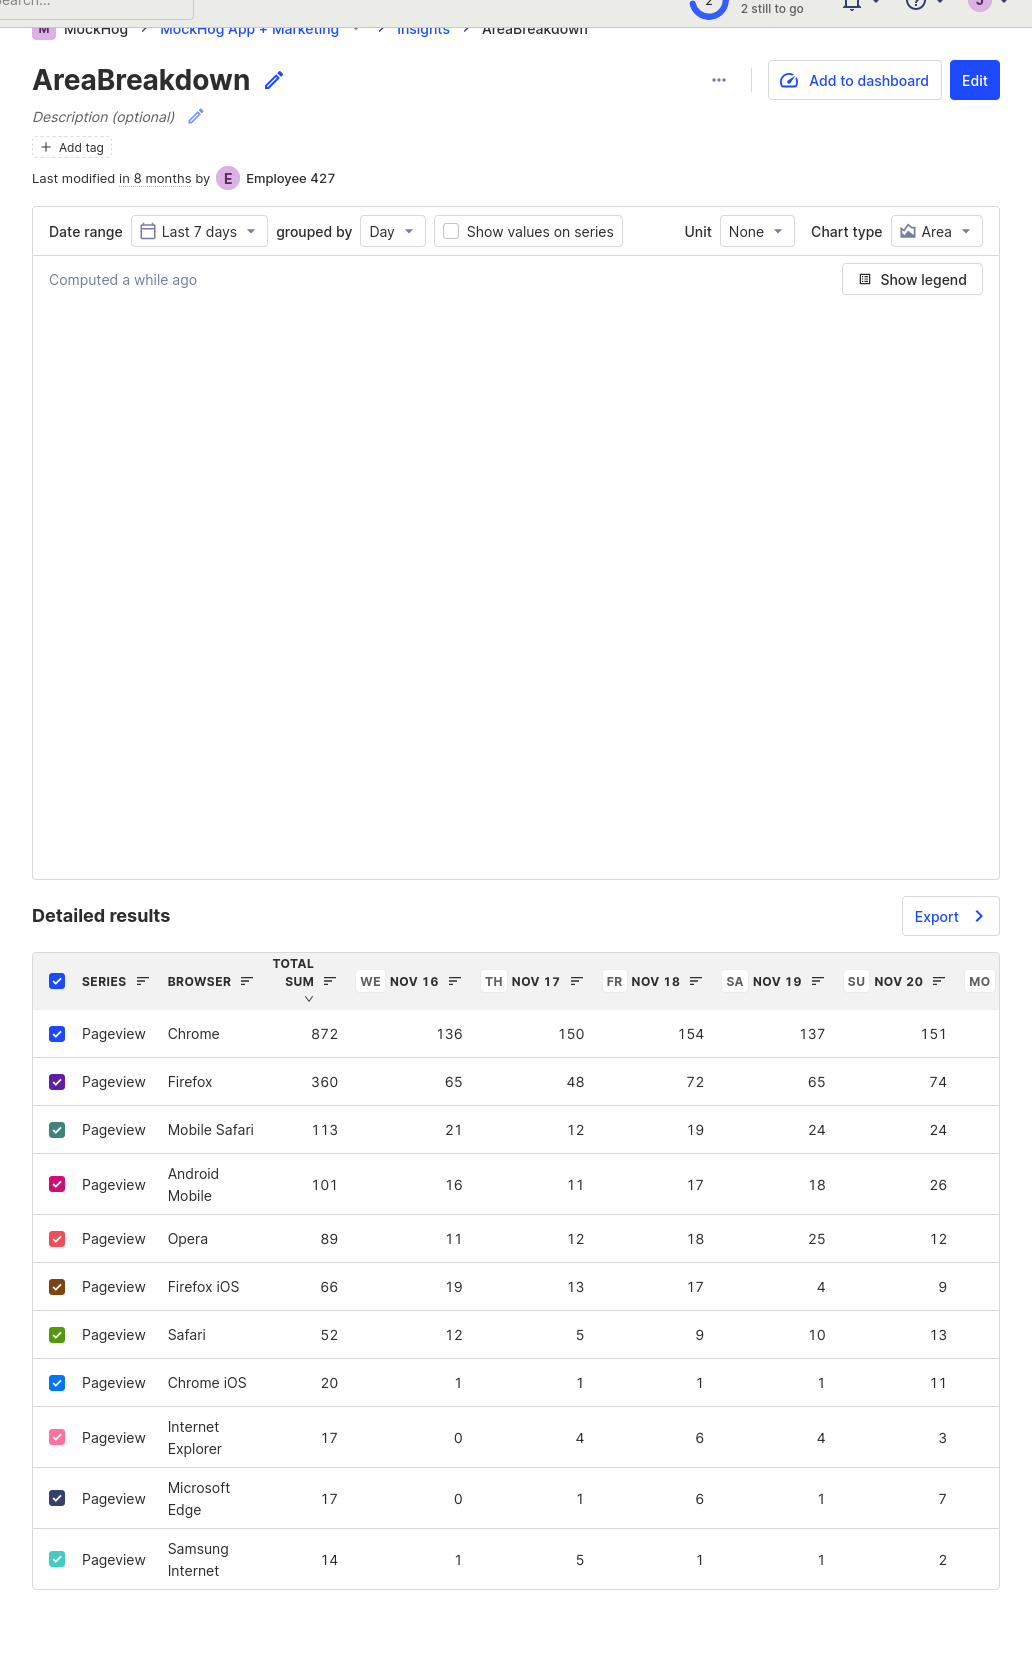 Search...
2
2 still to go
J
M MockHog MockHog App + Marketing Insights AreaBreakdown
AreaBreakdown
Add to dashboard
Edit
Description (optional)
Add tag
Last modified in 8 months by E Employee 427
Date range Last 7 days grouped by Day Show values on series Unit None Chart type Area
Computed a while ago
Show legend
Detailed results
Export
SERIES BROWSER TOTAL SUM WE NOV 16 TH NOV 17 FR NOV 18 SA NOV 19 SU NOV 20 MO
Pageview Chrome 872 136 150 154 137 151
Pageview Firefox 360 65 48 72 65 74
Pageview Mobile Safari 113 21 12 19 24 24
Pageview Android Mobile 101 16 11 17 18 26
Pageview Opera 89 11 12 18 25 12
Pageview Firefox iOS 66 19 13 17 4 9
Pageview Safari 52 12 5 9 10 13
Pageview Chrome iOS 20 1 1 1 1 11
Pageview Internet Explorer 17 0 4 6 4 3
Pageview Microsoft Edge 17 0 1 6 1 7
Pageview Samsung Internet 14 1 5 1 1 2